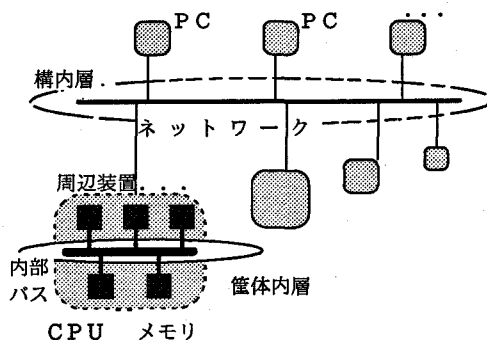 PC PC ・・・
構内層
ネットワーク
周辺装置・・・
内部
バス
筐体内層
CPU メモリ